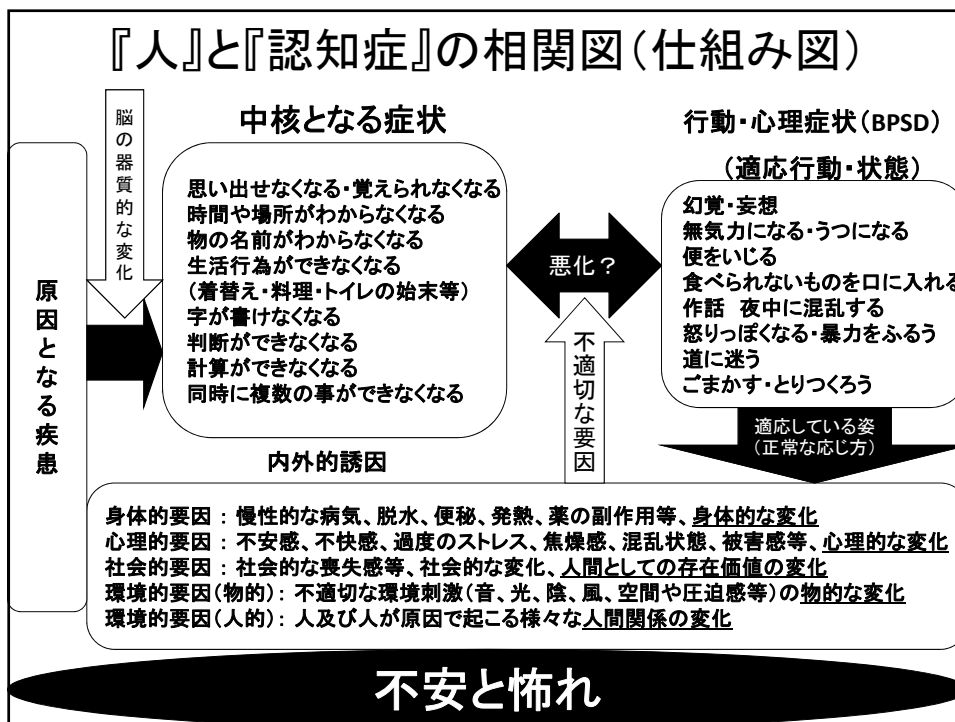 『人』と『認知症』の相関図(仕組み図)
脳の器質的な変化
原因となる疾患
中核となる症状
思い出せなくなる・覚えられなくなる
時間や場所がわからなくなる
物の名前がわからなくなる
生活行為ができなくなる
(着替え・料理・トイレの始末等)
字が書けなくなる
判断ができなくなる
計算ができなくなる
同時に複数の事ができなくなる
悪化?
不適切な要因
行動・心理症状(BPSD)
(適応行動・状態)
幻覚・妄想
無気力になる・うつになる
便をいじる
食べられないものを口に入れる
作話 夜中に混乱する
怒りっぽくなる・暴力をふるう
道に迷う
ごまかす・とりつくろう
適応している姿
(正常な応じ方)
内外的誘因
身体的要因 : 慢性的な病気、脱水、便秘、発熱、薬の副作用等、身体的な変化
心理的要因 : 不安感、不快感、過度のストレス、焦燥感、混乱状態、被害感等、心理的な変化
社会的要因 : 社会的な喪失感等、社会的な変化、人間としての存在価値の変化
環境的要因(物的) : 不適切な環境刺激(音、光、陰、風、空間や圧迫感等)の物的な変化
環境的要因(人的) : 人及び人が原因で起こる様々な人間関係の変化
不安と怖れ